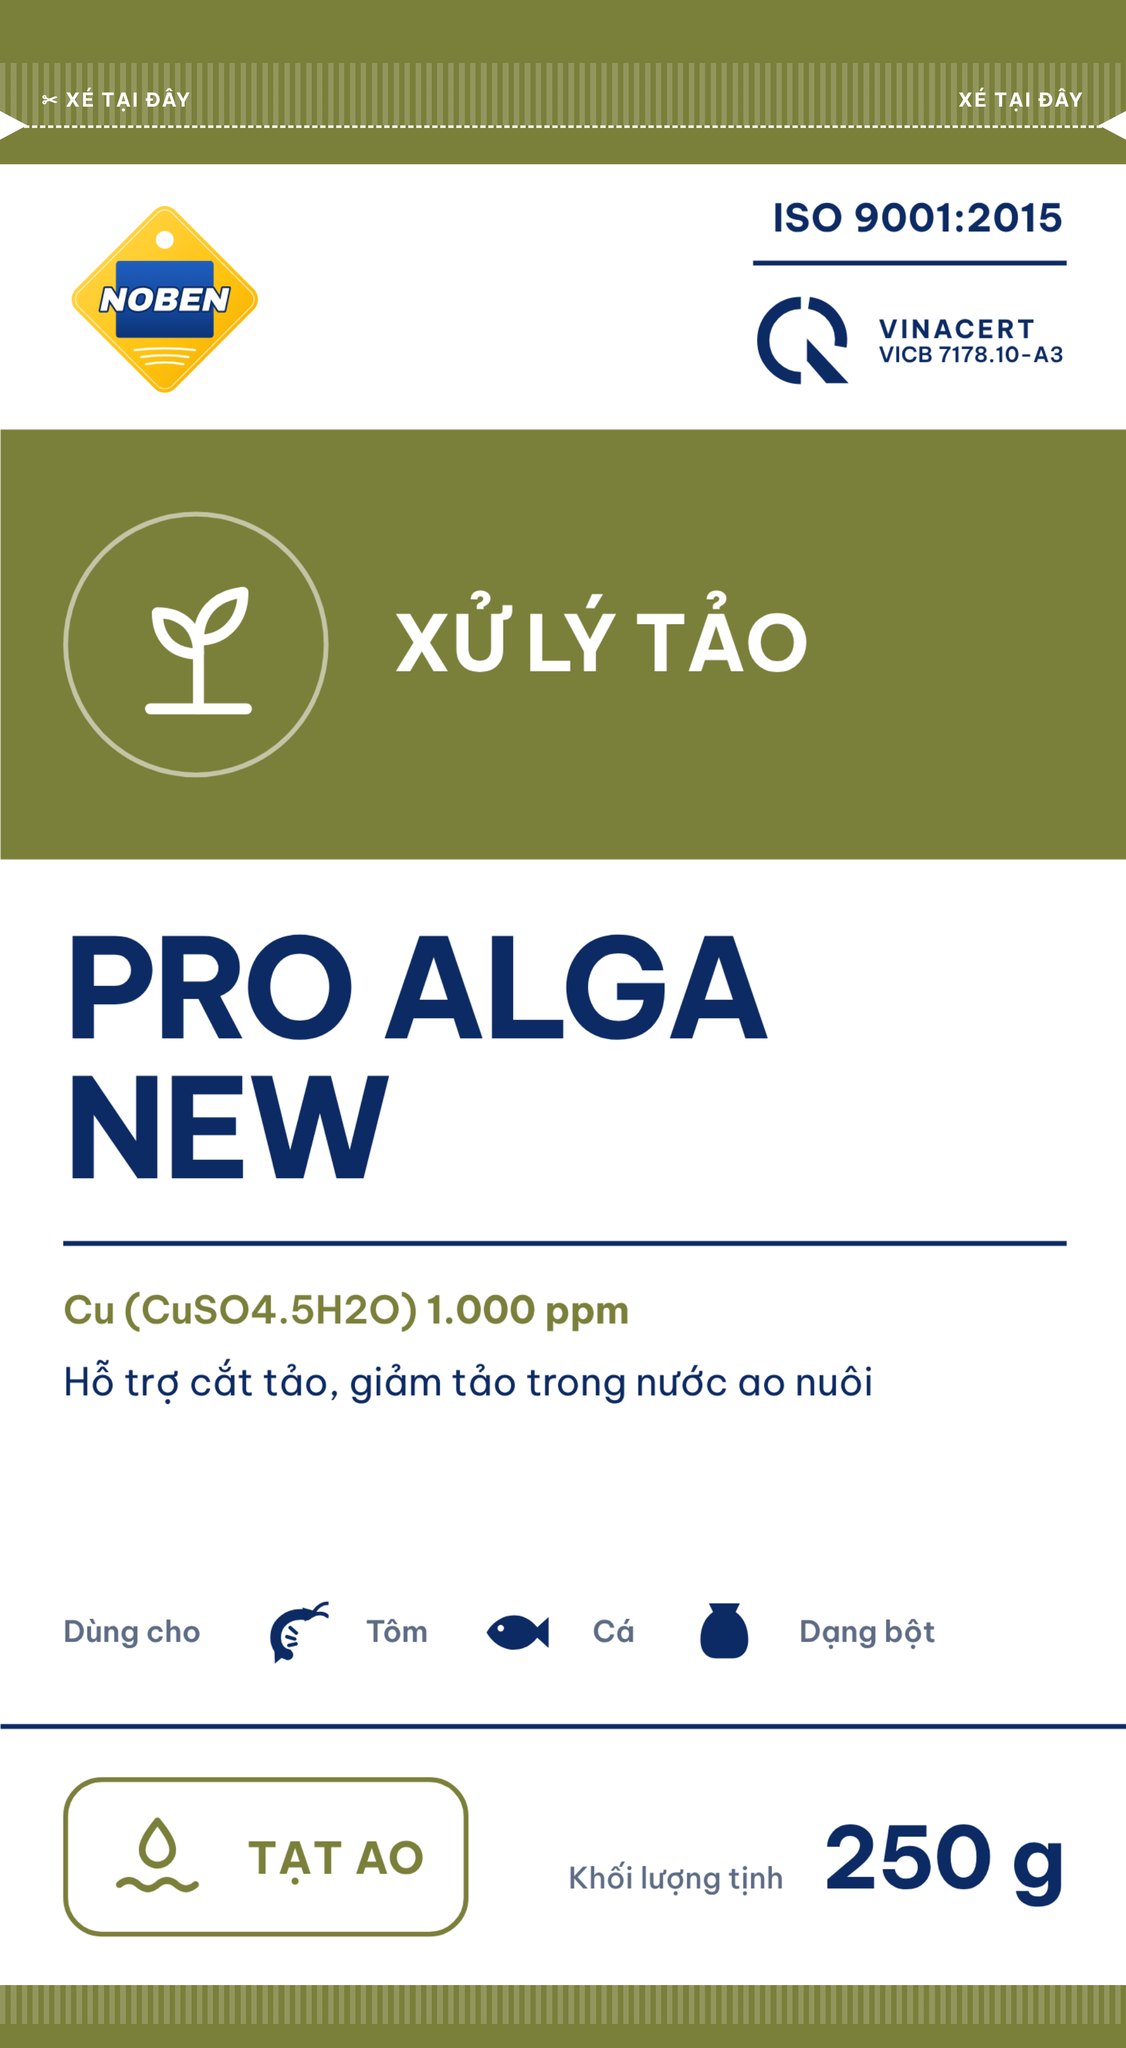 XÉ TẠI ĐÂY
XÉ TẠI ĐÂY
NOBEN
ISO 9001:2015
VINACERT
VICB 7178.10-A3
XỬ LÝ TẢO
PRO ALGA
NEW
Cu (CuSO4.5H2O) 1.000 ppm
Hỗ trợ cắt tảo, giảm tảo trong nước ao nuôi
Dùng cho Tôm Cá Dạng bột
TẠT AO
Khối lượng tịnh 250 g